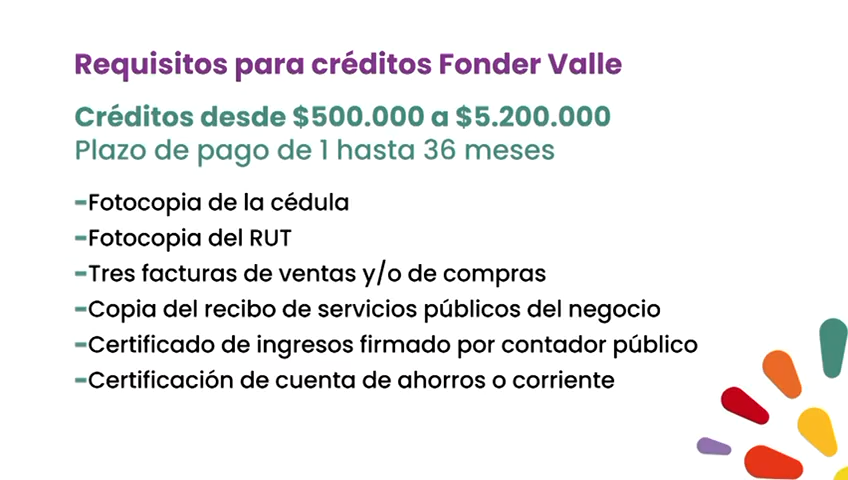 Requisitos para créditos Fonder Valle
Créditos desde $500.000 a $5.200.000
Plazo de pago de 1 hasta 36 meses
-Fotocopia de la cédula
-Fotocopia del RUT
-Tres facturas de ventas y/o de compras
-Copia del recibo de servicios públicos del negocio
-Certificado de ingresos firmado por contador público
-Certificación de cuenta de ahorros o corriente